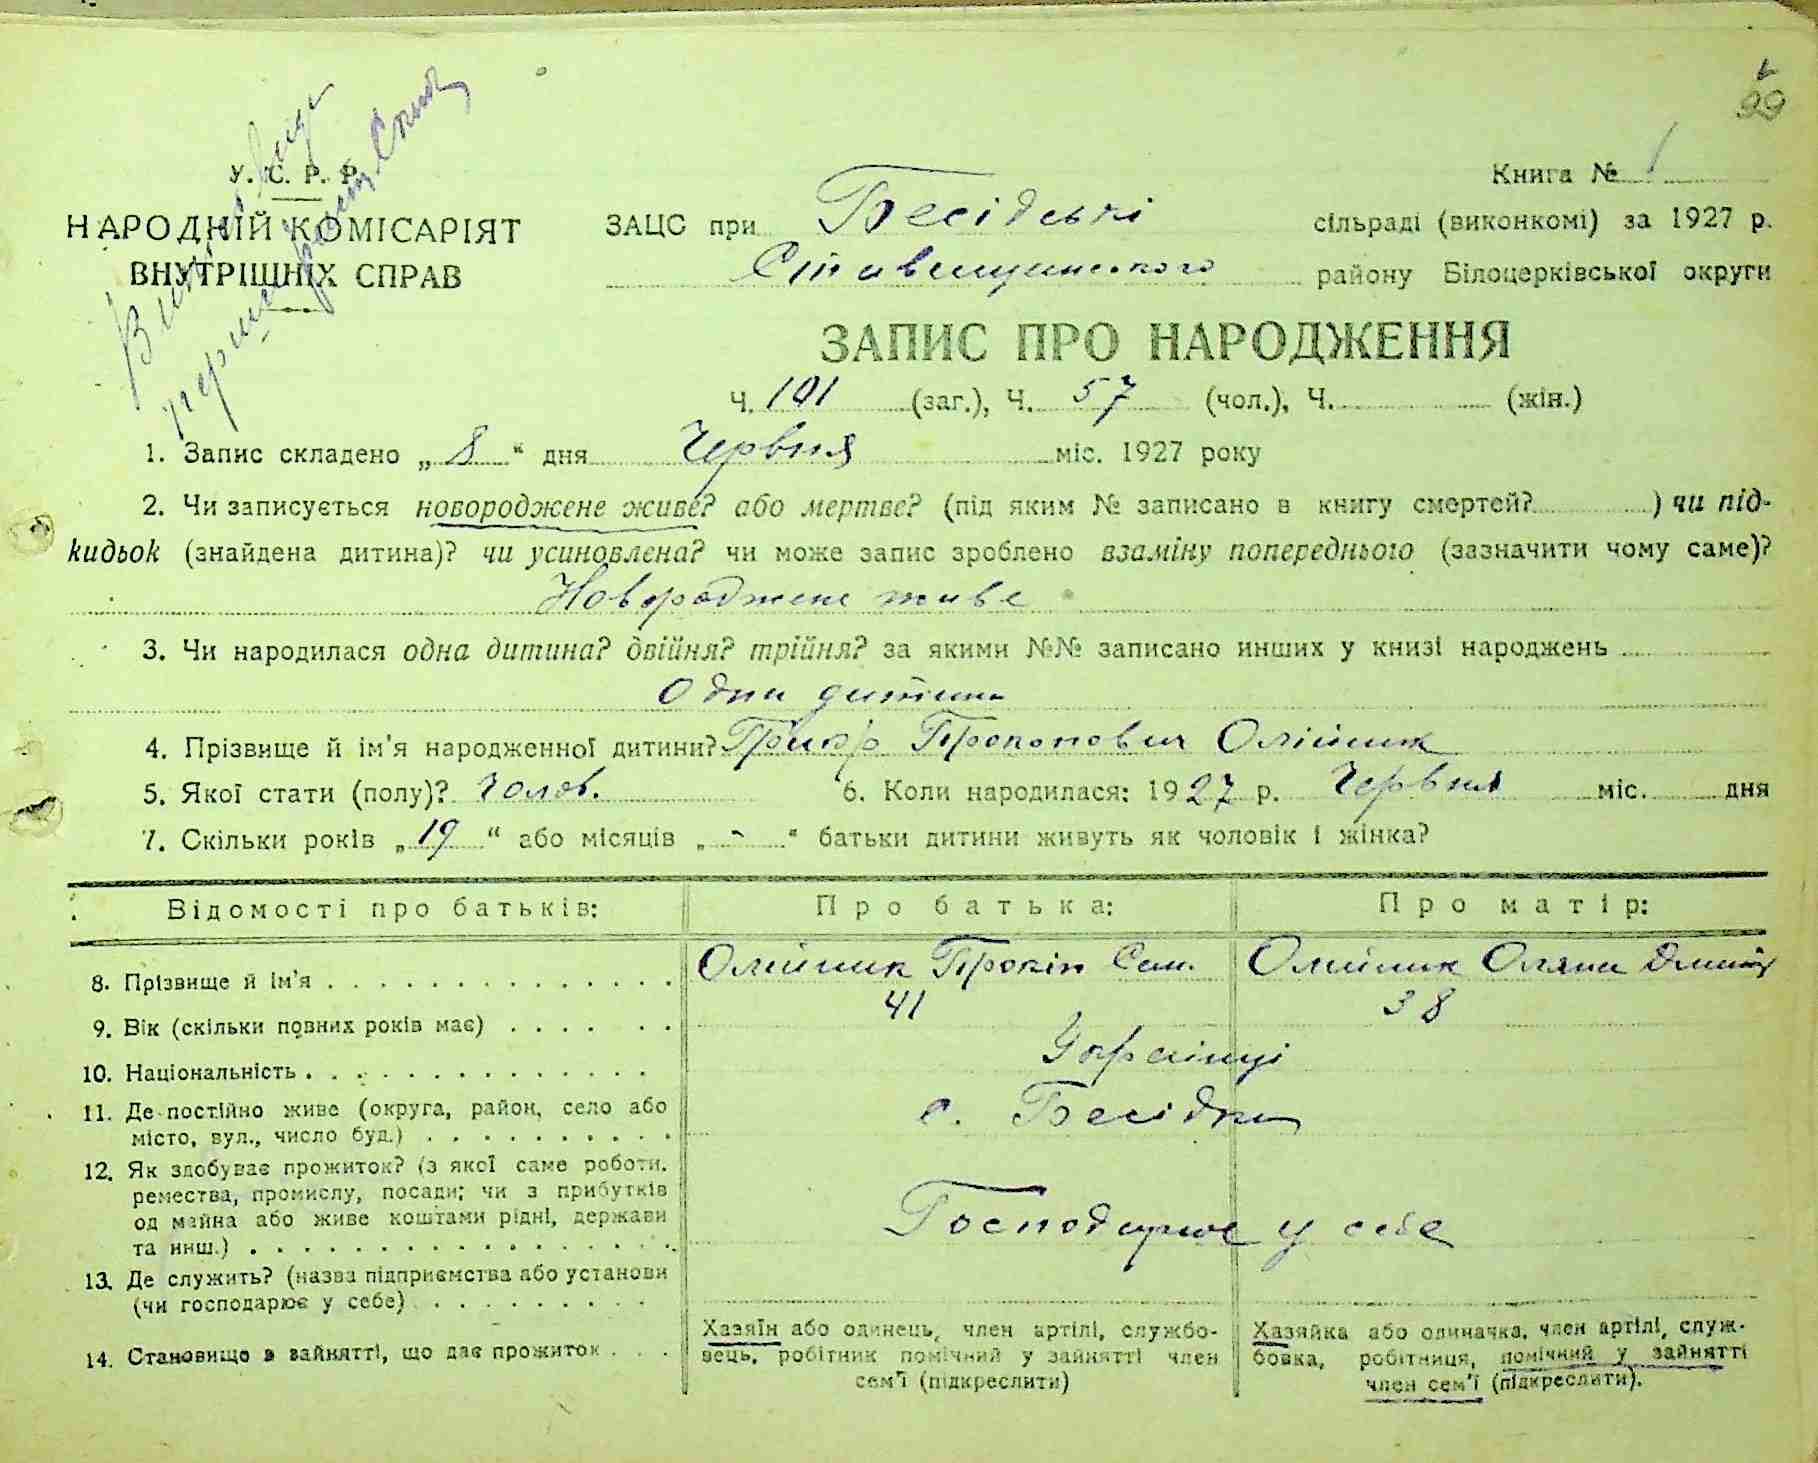 99
У. С. Р. Р.
НАРОДНІЙ КОМІСАРІЯТ
ВНУТРІШНІХ СПРАВ
Книга № 1
ЗАЦС при Бесідській сільраді (виконкомі) за 1927 р.
Ставищанського району Білоцерківської округи
ЗАПИС ПРО НАРОДЖЕННЯ
Ч. 101 (заг.), Ч. 57 (чол.), Ч. (жін.)
1. Запис складено „ 8 " дня Червня міс. 1927 року
2. Чи записується новороджене живе? або мертве? (під яким № записано в книгу смертей? ) чи під-
кидьок (знайдена дитина)? чи усиновлена? чи може запис зроблено взаміну попереднього (зазначити чому саме)?
Новороджене живе
3. Чи народилася одна дитина? двійня? трійня? за якими №№ записано инших у книзі народжень
Одна дитина
4. Прізвище й ім'я народженної дитини? Прокопович Олійник
5. Якої стати (полу)? Чолов. 6. Коли народилася: 1927 р. Червня міс. дня
7. Скільки років „ 19 " або місяців „ - " батьки дитини живуть як чоловік і жінка?
Відомості про батьків: Про батька: Про матір:
8. Прізвище й ім'я Олійник Прокіп Сам. Олійник Оляна
9. Вік (скільки повних років має) 41 38
10. Національність Українці
11. Де постійно живе (округа, район, село або
місто, вул., число буд.) с. Бесідка
12. Як здобуває прожиток? (з якої саме роботи,
ремества, промислу, посади; чи з прибутків
од майна або живе коштами рідні, держави
та инш.) Господарює у себе
13. Де служить? (назва підприємства або установи
(чи господарює у себе)
14. Становище в зайнятті, що дає прожиток
Хазяїн або одинець, член артілі, службо-
вець, робітник помічний у зайнятті член
сем'ї (підкреслити)
Хазяйка або одиначка, член артілі, служ-
бовка, робітниця, помічний у зайнятті
член сем'ї (підкреслити).